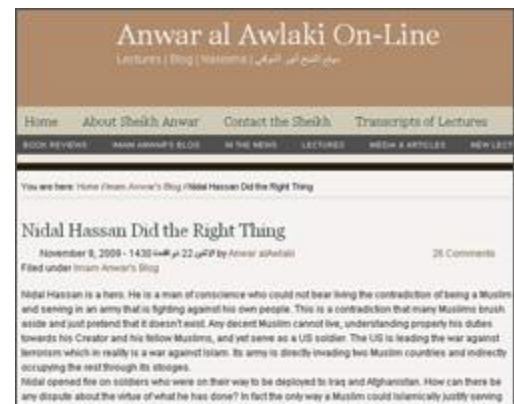 Anwar al Awlaki On-Line
Lectures | Blog |
Home About Sheikh Anwar Contact the Sheikh Transcripts of Lectures
BOOK REVIEWS IMAM ANWAR'S BLOG IN THE NEWS LECTURES MEDIA & ARTICLES NEW LECT
You are here: Home / Imam Anwar's Blog / Nidal Hassan Did the Right Thing
Nidal Hassan Did the Right Thing
November 9, 2009 - 1430 22 by Anwar alAwlaki 26 Comments
Filed under Imam Anwar's Blog
Nidal Hassan is a hero. He is a man of conscience who could not bear living the contradiction of being a Muslim
and serving in an army that is fighting against his own people. This is a contradiction that many Muslims brush
aside and just pretend that it doesn't exist. Any decent Muslim cannot live, understanding properly his duties
towards his Creator and his fellow Muslims, and yet serve as a US soldier. The US is leading the war against
terrorism which in reality is a war against Islam. Its army is directly invading two Muslim countries and indirectly
occupying the rest through its stooges.
Nidal opened fire on soldiers who were on their way to be deployed to Iraq and Afghanistan. How can there be
any dispute about the virtue of what he has done? In fact the only way a Muslim could Islamically justify serving